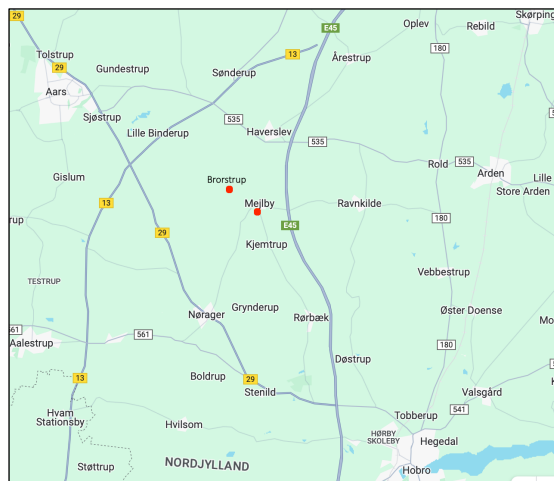 29
E45
Oplev
Rebild
Skørping
180
Tolstrup
29
Gundestrup
Sønderup
13
Årestrup
Aars
Sjøstrup
Lille Binderup
535
Haverslev
535
Rold
535
Arden
Lille
Store Arden
Gislum
Brorstrup
13
Mejlby
Ravnkilde
rup
29
E45
180
Kjemtrup
TESTRUP
Vebbestrup
Nørager
Grynderup
Rørbæk
Øster Doense
Mo
561
561
Aalestrup
180
Døstrup
13
Boldrup
29
Stenild
Valsgård
K
Hvam
Stationsby
Hvilsom
Tobberup
541
HØRBY
SKOLEBY
Hegedal
Støttrup
NORDJYLLAND
Hobro